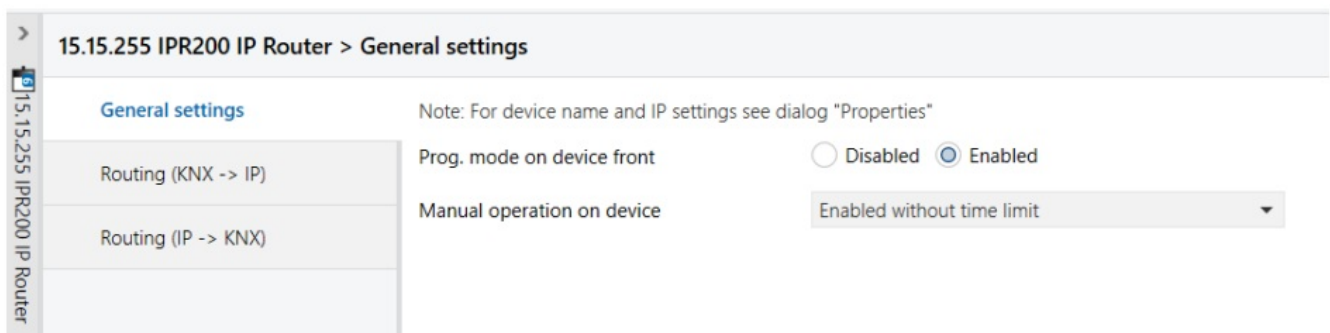 15.15.255 IPR200 IP Router > General settings
15.15.255 IPR200 IP Router
General settings
Routing (KNX -> IP)
Routing (IP -> KNX)
Note: For device name and IP settings see dialog "Properties"
Prog. mode on device front
Disabled
Enabled
Manual operation on device
Enabled without time limit